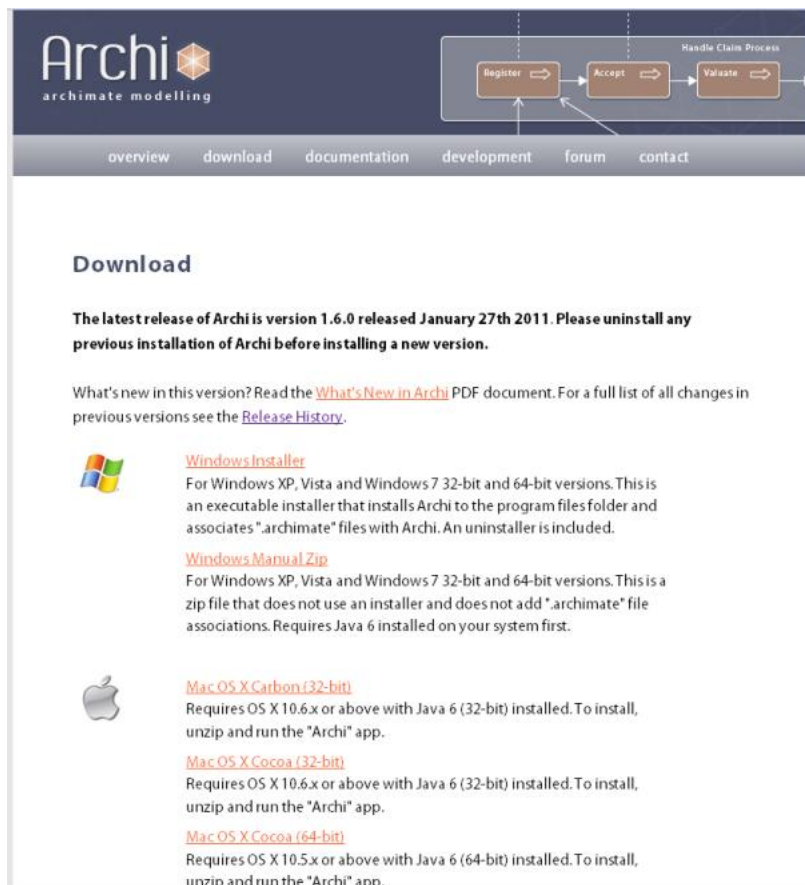 Archi
archimate modelling
Handle Claim Process
Register
Accept
Valuate
overview download documentation development forum contact
Download
The latest release of Archi is version 1.6.0 released January 27th 2011. Please uninstall any
previous installation of Archi before installing a new version.
What's new in this version? Read the What's New in Archi PDF document. For a full list of all changes in
previous versions see the Release History.
Windows Installer
For Windows XP, Vista and Windows 7 32-bit and 64-bit versions. This is
an executable installer that installs Archi to the program files folder and
associates ".archimate" files with Archi. An uninstaller is included.
Windows Manual Zip
For Windows XP, Vista and Windows 7 32-bit and 64-bit versions. This is a
zip file that does not use an installer and does not add ".archimate" file
associations. Requires Java 6 installed on your system first.
Mac OS X Carbon (32-bit)
Requires OS X 10.6.x or above with Java 6 (32-bit) installed. To install,
unzip and run the "Archi" app.
Mac OS X Cocoa (32-bit)
Requires OS X 10.6.x or above with Java 6 (32-bit) installed. To install,
unzip and run the "Archi" app.
Mac OS X Cocoa (64-bit)
Requires OS X 10.5.x or above with Java 6 (64-bit) installed. To install,
unzip and run the "Archi" app.